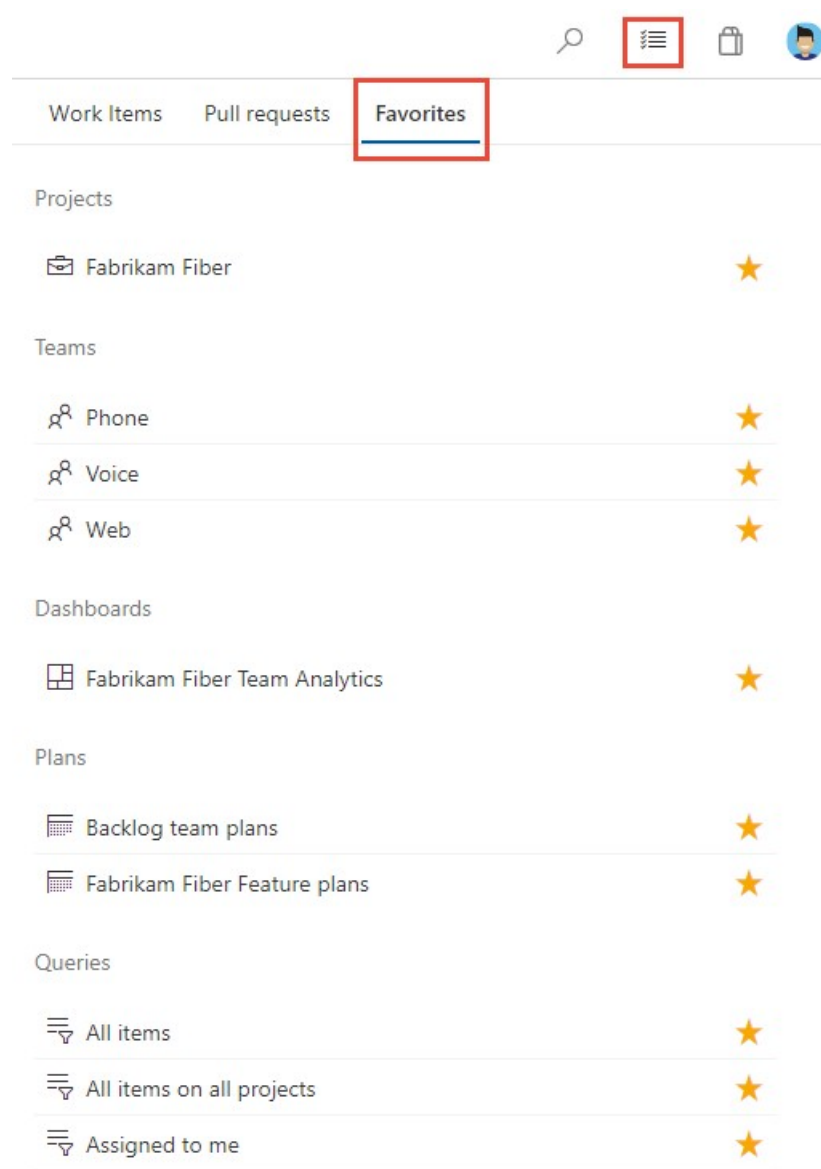 Work Items Pull requests Favorites
Projects
Fabrikam Fiber
Teams
Phone
Voice
Web
Dashboards
Fabrikam Fiber Team Analytics
Plans
Backlog team plans
Fabrikam Fiber Feature plans
Queries
All items
All items on all projects
Assigned to me